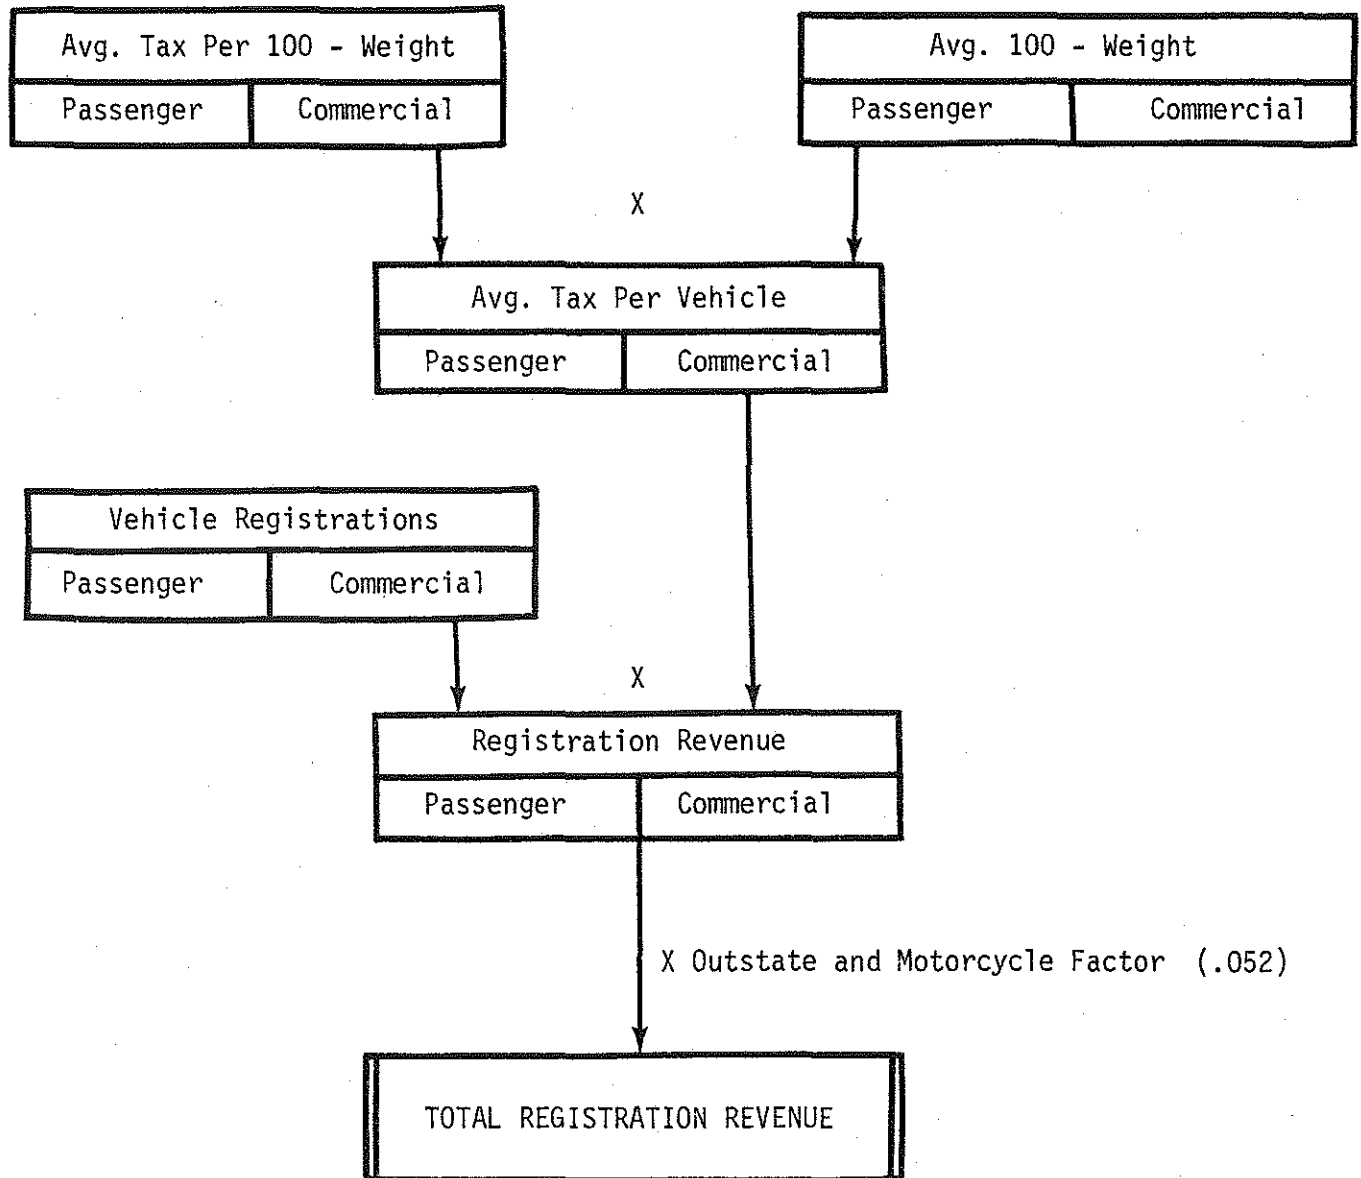 Avg. Tax Per 100 - Weight
Passenger Commercial
Avg. 100 - Weight
Passenger Commercial
X
Avg. Tax Per Vehicle
Passenger Commercial
Vehicle Registrations
Passenger Commercial
X
Registration Revenue
Passenger Commercial
X Outstate and Motorcycle Factor (.052)
TOTAL REGISTRATION REVENUE